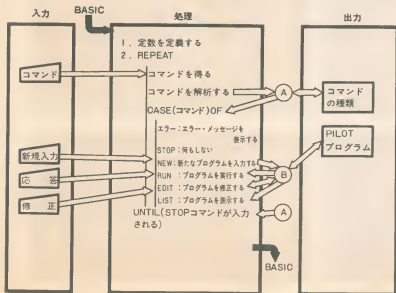 入力
BASIC
処理
出力
1. 定数を定義する
2. REPEAT
コマンド
コマンドを得る
コマンドを解析する
A
コマンド
の種類
CASE(コマンド)OF
エラー:エラー・メッセージを
表示する
STOP:何もしない
新規入力
NEW:新たなプログラムを入力する
PILOT
プログラム
応答
RUN :プログラムを実行する
B
EDIT :プログラムを修正する
修正
LIST :プログラムを表示する
UNTIL(STOPコマンドが入力
される)
A
BASIC